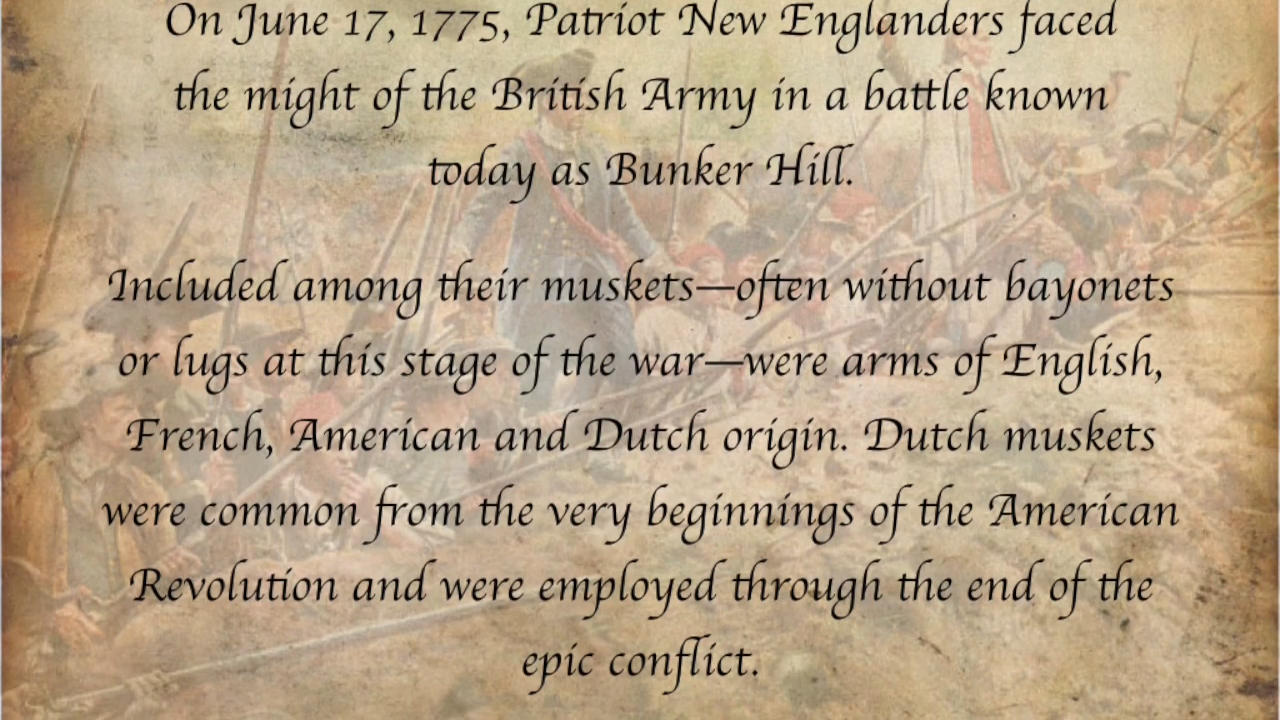 On June 17, 1775, Patriot New Englanders faced
the might of the British Army in a battle known
today as Bunker Hill.
Included among their muskets—often without bayonets
or lugs at this stage of the war—were arms of English,
French, American and Dutch origin. Dutch muskets
were common from the very beginnings of the American
Revolution and were employed through the end of the
epic conflict.